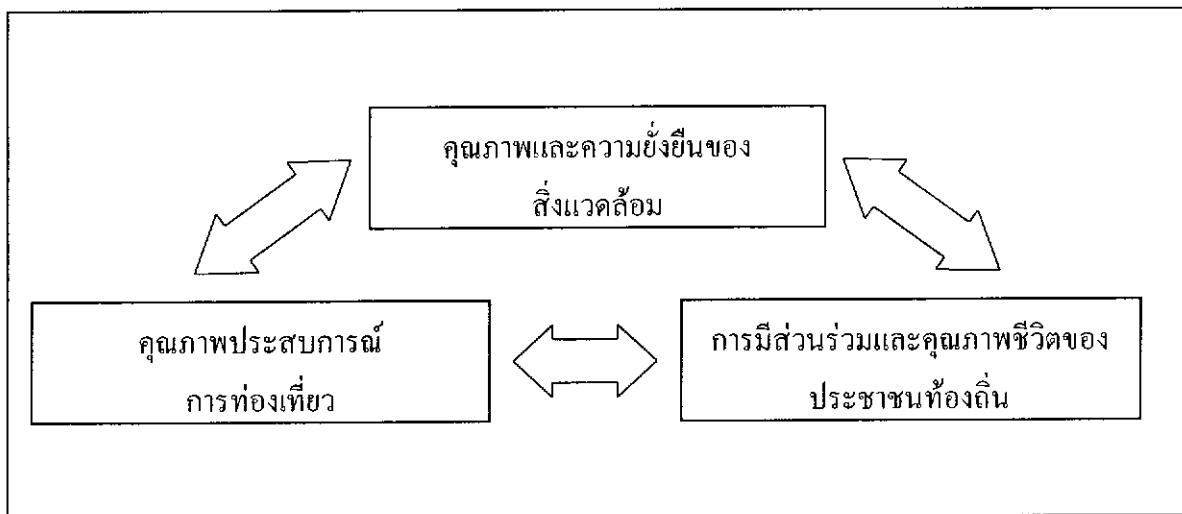 คุณภาพและความยั่งยืนของ
สิ่งแวดล้อม
คุณภาพประสบการณ์
การท่องเที่ยว
การมีส่วนร่วมและคุณภาพชีวิตของ
ประชาชนท้องถิ่น